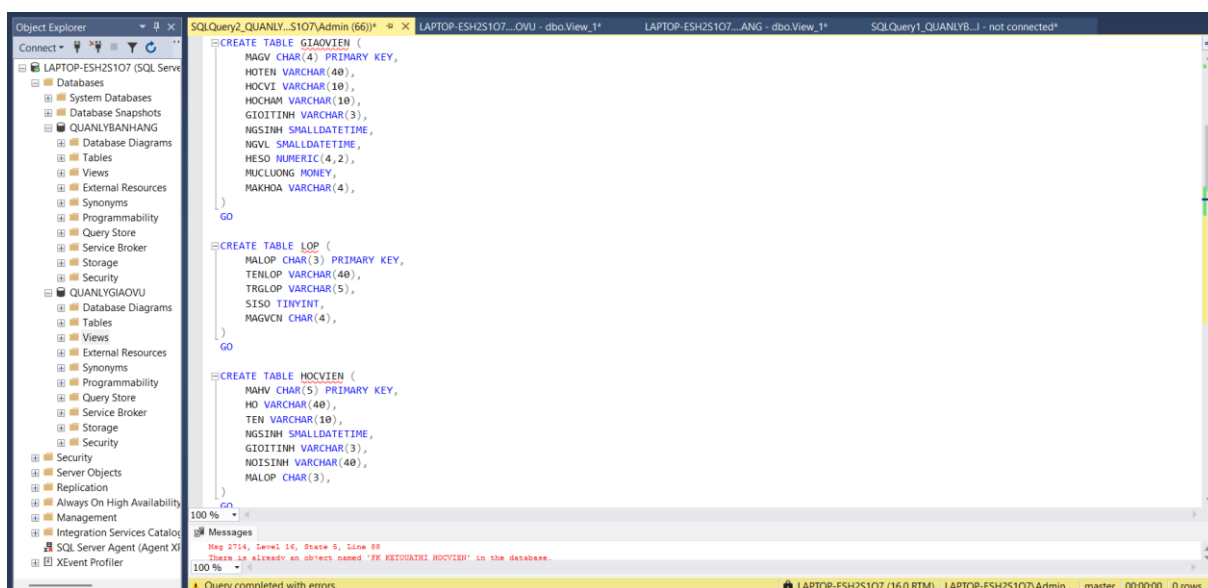 Object Explorer
Connect
LAPTOP-ESH2S1O7 (SQL Serve
Databases
System Databases
Database Snapshots
QUANLYBANHANG
Database Diagrams
Tables
Views
External Resources
Synonyms
Programmability
Query Store
Service Broker
Storage
Security
QUANLYGIAOVU
Database Diagrams
Tables
Views
External Resources
Synonyms
Programmability
Query Store
Service Broker
Storage
Security
Security
Server Objects
Replication
Always On High Availability
Management
Integration Services Catalog
SQL Server Agent (Agent XP
XEvent Profiler
SQLQuery2_QUANLY...S1O7\Admin (66))*
LAPTOP-ESH2S1O7....OVU - dbo.View_1*
LAPTOP-ESH2S1O7....ANG - dbo.View_1*
SQLQuery1_QUANLYB...I - not connected*
CREATE TABLE GIAOVIEN (
MAGV CHAR(4) PRIMARY KEY,
HOTEN VARCHAR(40),
HOCVI VARCHAR(10),
HOCHAM VARCHAR(10),
GIOITINH VARCHAR(3),
NGSINH SMALLDATETIME,
NGVL SMALLDATETIME,
HESO NUMERIC(4,2),
MUCLUONG MONEY,
MAKHOA VARCHAR(4),
)
GO
CREATE TABLE LOP (
MALOP CHAR(3) PRIMARY KEY,
TENLOP VARCHAR(40),
TRGLOP VARCHAR(5),
SISO TINYINT,
MAGVCN CHAR(4),
)
GO
CREATE TABLE HOCVIEN (
MAHV CHAR(5) PRIMARY KEY,
HO VARCHAR(40),
TEN VARCHAR(10),
NGSINH SMALLDATETIME,
GIOITINH VARCHAR(3),
NOISINH VARCHAR(40),
MALOP CHAR(3),
)
GO
100 %
Messages
Msg 2714, Level 16, State 5, Line 88
There is already an object named 'FK_KETQUATHI_HOCVIEN' in the database.
100 %
Query completed with errors.
LAPTOP-ESH2S1O7 (16.0 RTM)
LAPTOP-ESH2S1O7\Admin ...
master
00:00:00
0 rows